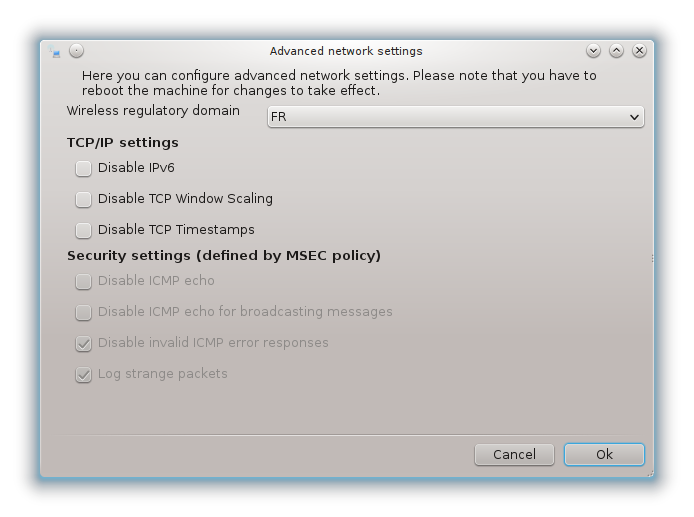 Advanced network settings
Here you can configure advanced network settings. Please note that you have to
reboot the machine for changes to take effect.
Wireless regulatory domain
FR
TCP/IP settings
Disable IPv6
Disable TCP Window Scaling
Disable TCP Timestamps
Security settings (defined by MSEC policy)
Disable ICMP echo
Disable ICMP echo for broadcasting messages
Disable invalid ICMP error responses
Log strange packets
Cancel
Ok